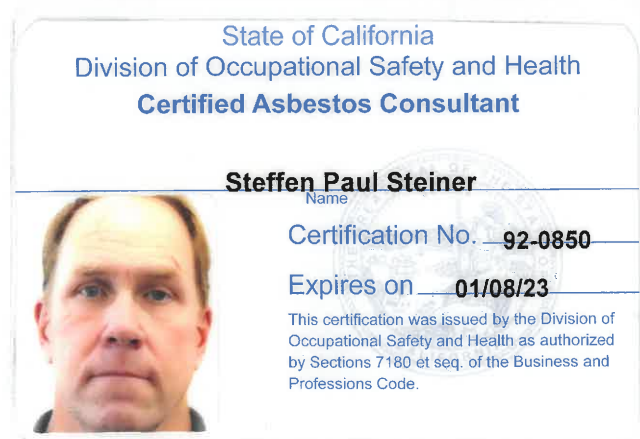 State of California
Division of Occupational Safety and Health
Certified Asbestos Consultant
Steffen Paul Steiner
Name
Certification No. 92-0850
Expires on 01/08/23
This certification was issued by the Division of
Occupational Safety and Health as authorized
by Sections 7180 et seq. of the Business and
Professions Code.